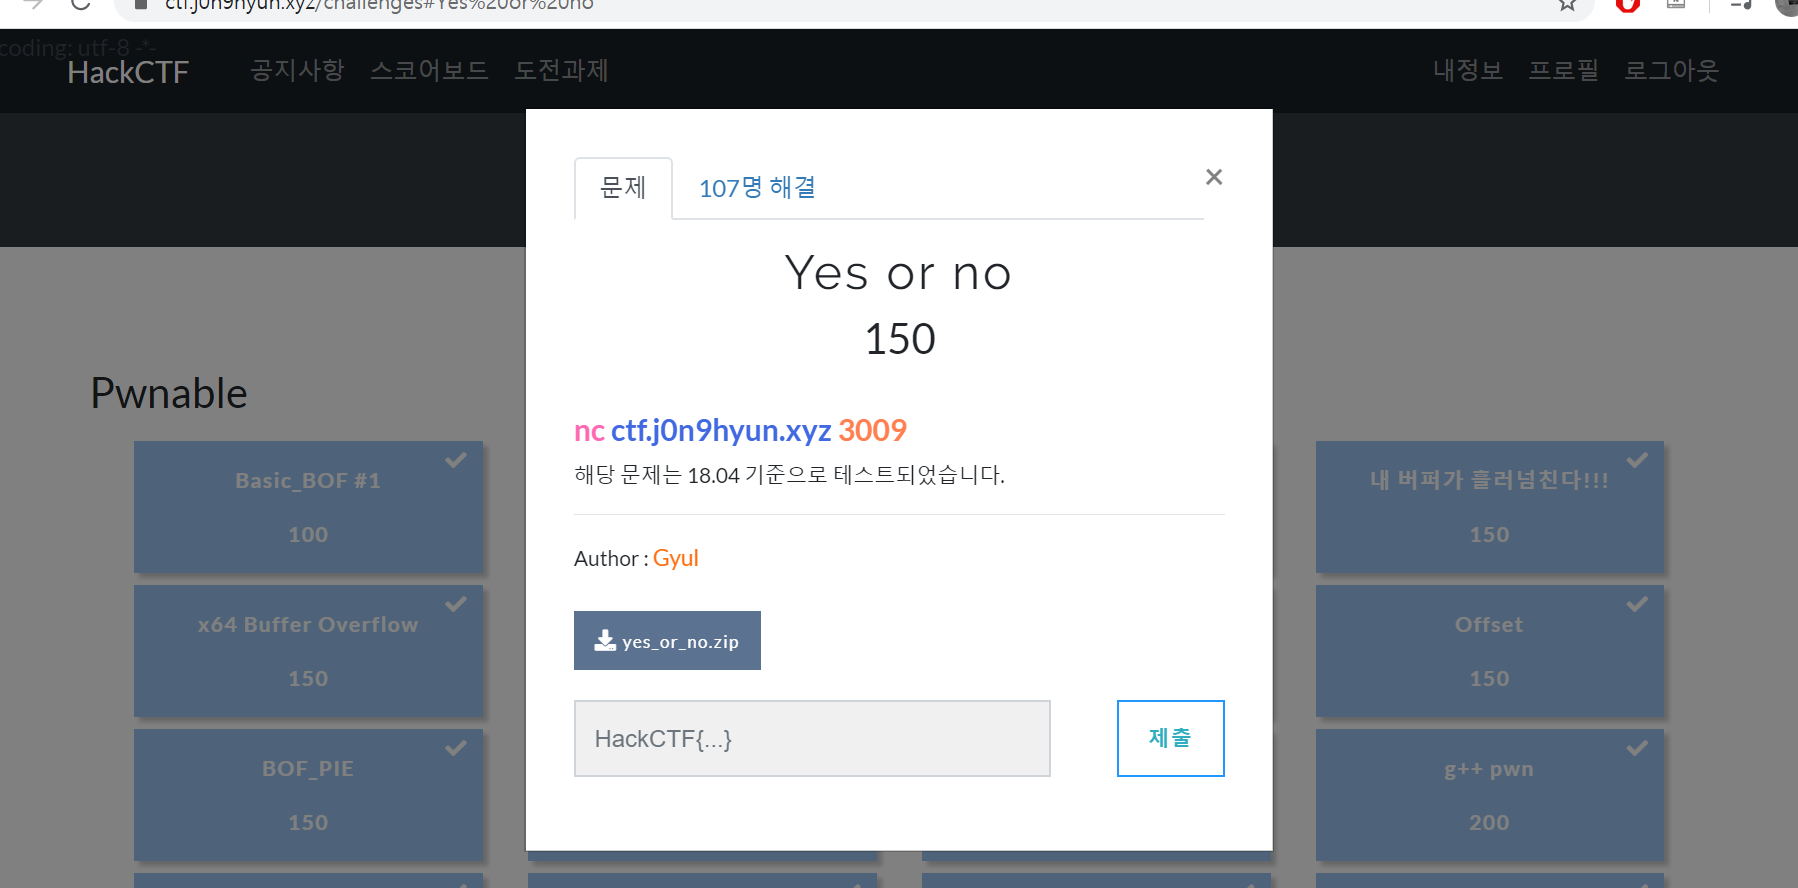 ctf.j0n9hyun.xyz/challenges#Yes%20or%20no
coding: utf-8 -*-
HackCTF 공지사항 스코어보드 도전과제 내정보 프로필 로그아웃
문제 107명 해결 ×
Yes or no
150
nc ctf.j0n9hyun.xyz 3009
해당 문제는 18.04 기준으로 테스트되었습니다.
Author : Gyul
yes_or_no.zip
HackCTF{...} 제출
Pwnable
Basic_BOF #1
100
내 버퍼가 흘러넘친다!!!
150
x64 Buffer Overflow
150
Offset
150
BOF_PIE
150
g++ pwn
200